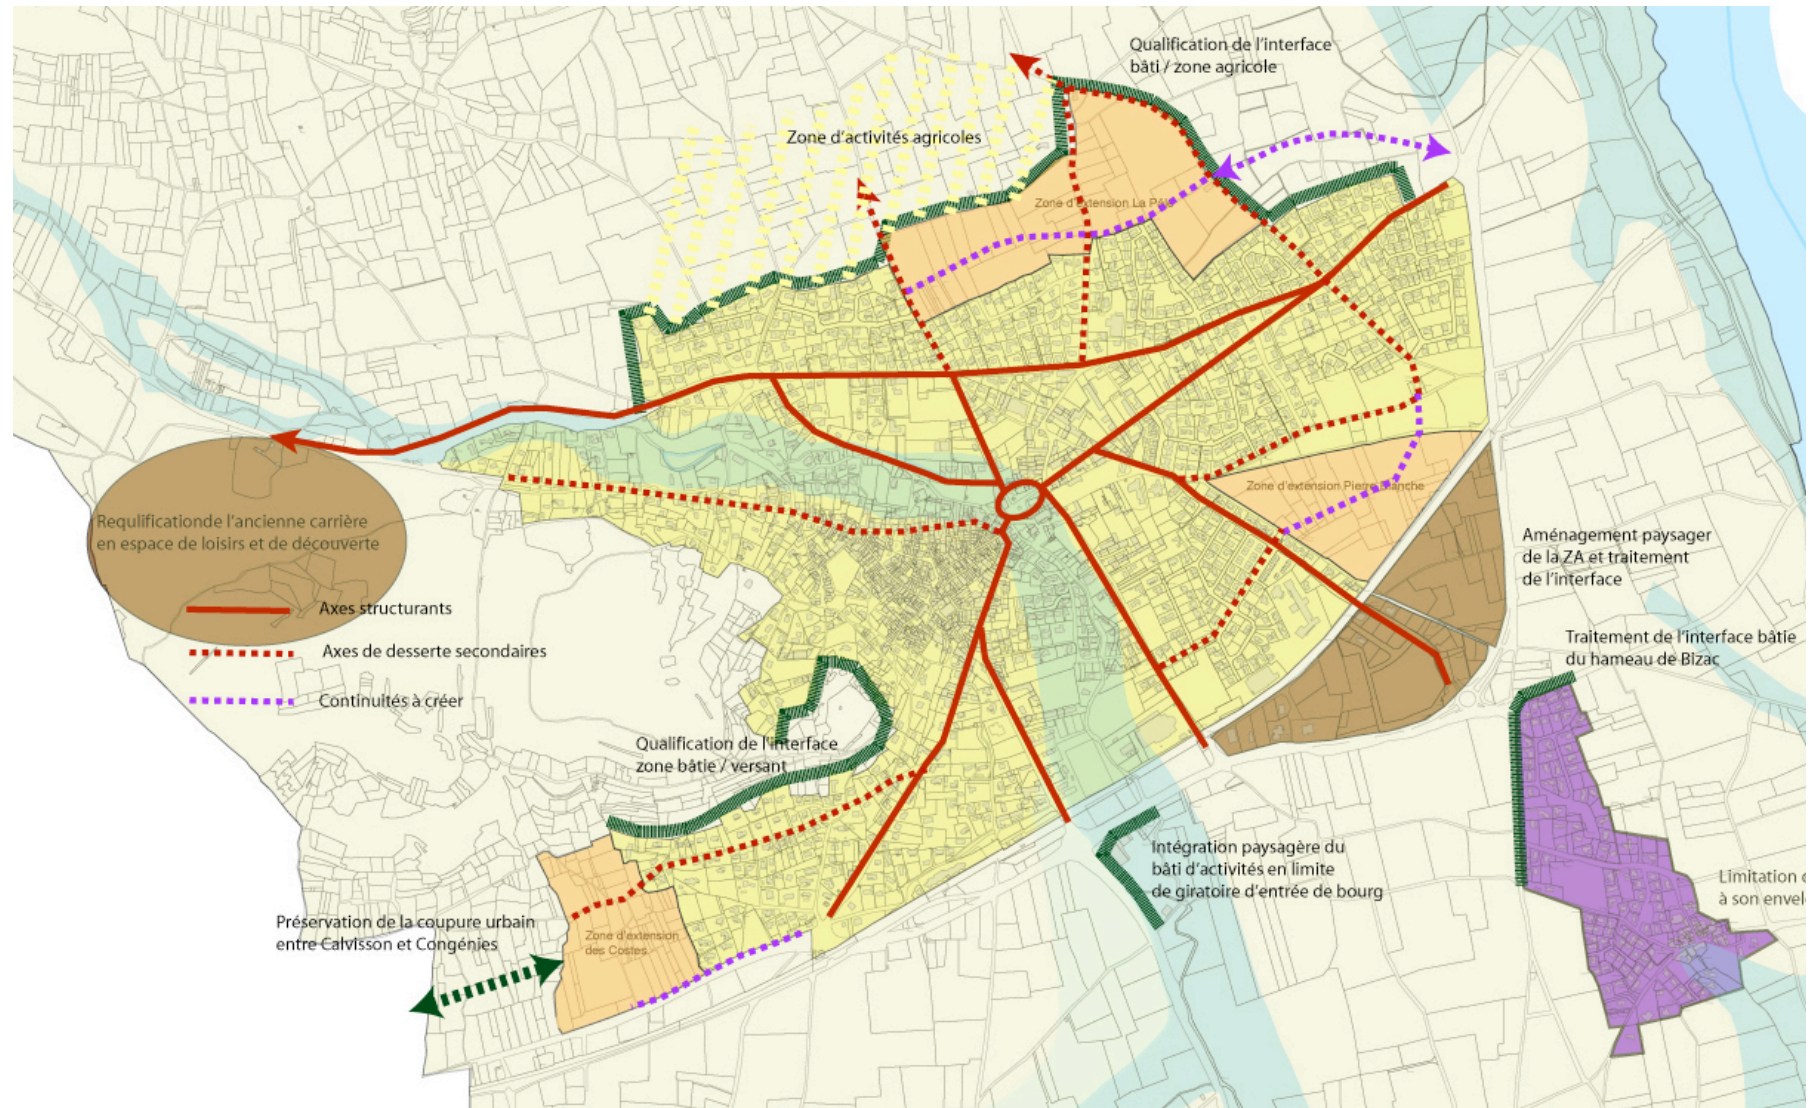 Qualification de l'interface
bâti / zone agricole
Zone d'activités agricoles
Zone d'extension La
Zone d'extension Pierre Blanche
Requlificationde l'ancienne carrière
en espace de loisirs et de découverte
Axes structurants
Axes de desserte secondaires
Continuités à créer
Aménagement paysager
de la ZA et traitement
de l'interface
Traitement de l'interface bâtie
du hameau de Bizac
Qualification de l'interface
zone bâtie / versant
Intégration paysagère du
bâti d'activités en limite
de giratoire d'entrée de bourg
Limitation
à son envel
Préservation de la coupure urbain
entre Calvisson et Congénies
Zone d'extension
des Costes